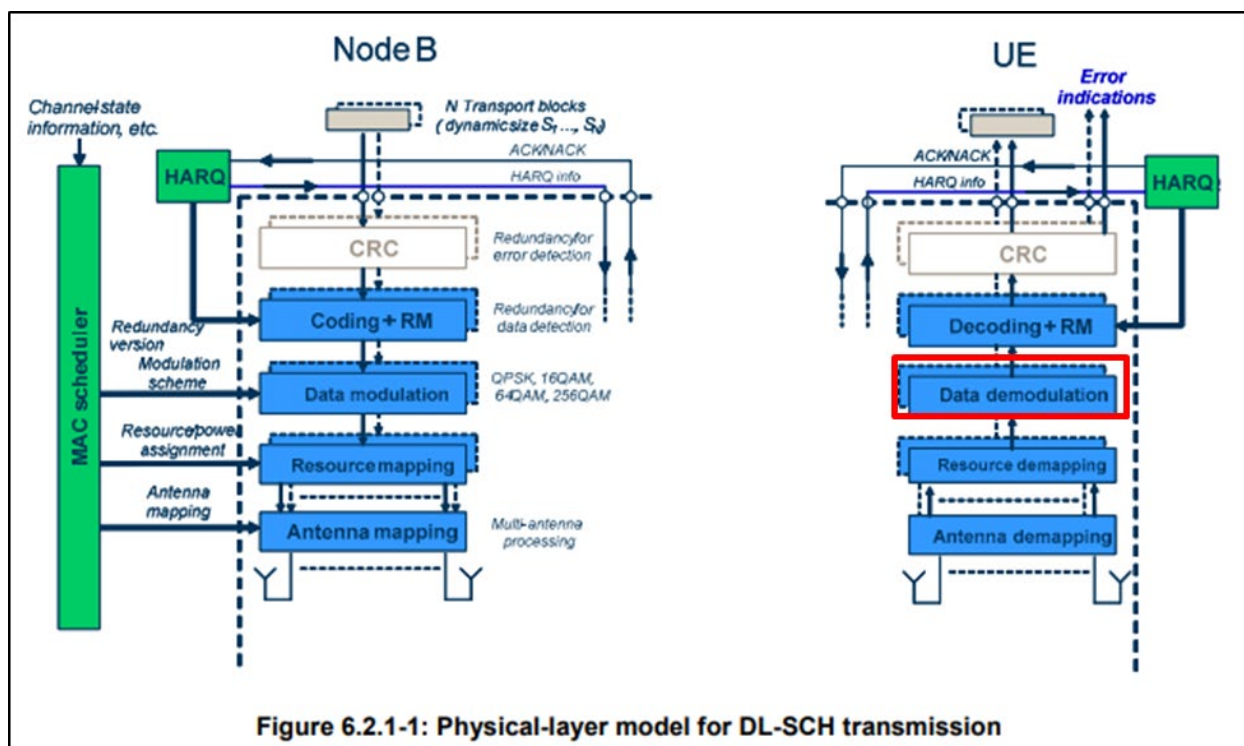 Node B
UE
Channel-state
information, etc.
N Transport blocks
(dynamic size S1 ..., SN)
Error
indications
HARQ
ACK/NACK
HARQ info
ACK/NACK
HARQ info
HARQ
CRC
Redundancy for
error detection
CRC
MAC scheduler
Redundancy
version
Coding + RM
Redundancy for
data detection
Decoding + RM
Modulation
scheme
Data modulation
QPSK, 16QAM,
64QAM, 256QAM
Data demodulation
Resource/power
assignment
Resource mapping
Resource demapping
Antenna
mapping
Antenna mapping
Multi-antenna
processing
Antenna demapping
Figure 6.2.1-1: Physical-layer model for DL-SCH transmission